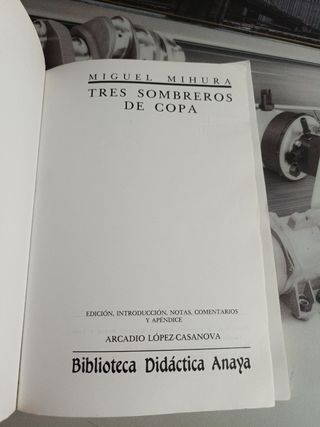 MIGUEL MIHURA
TRES SOMBREROS
DE COPA
EDICIÓN, INTRODUCCIÓN, NOTAS, COMENTARIOS
Y APÉNDICE
ARCADIO LÓPEZ-CASANOVA
Biblioteca Didáctica Anaya